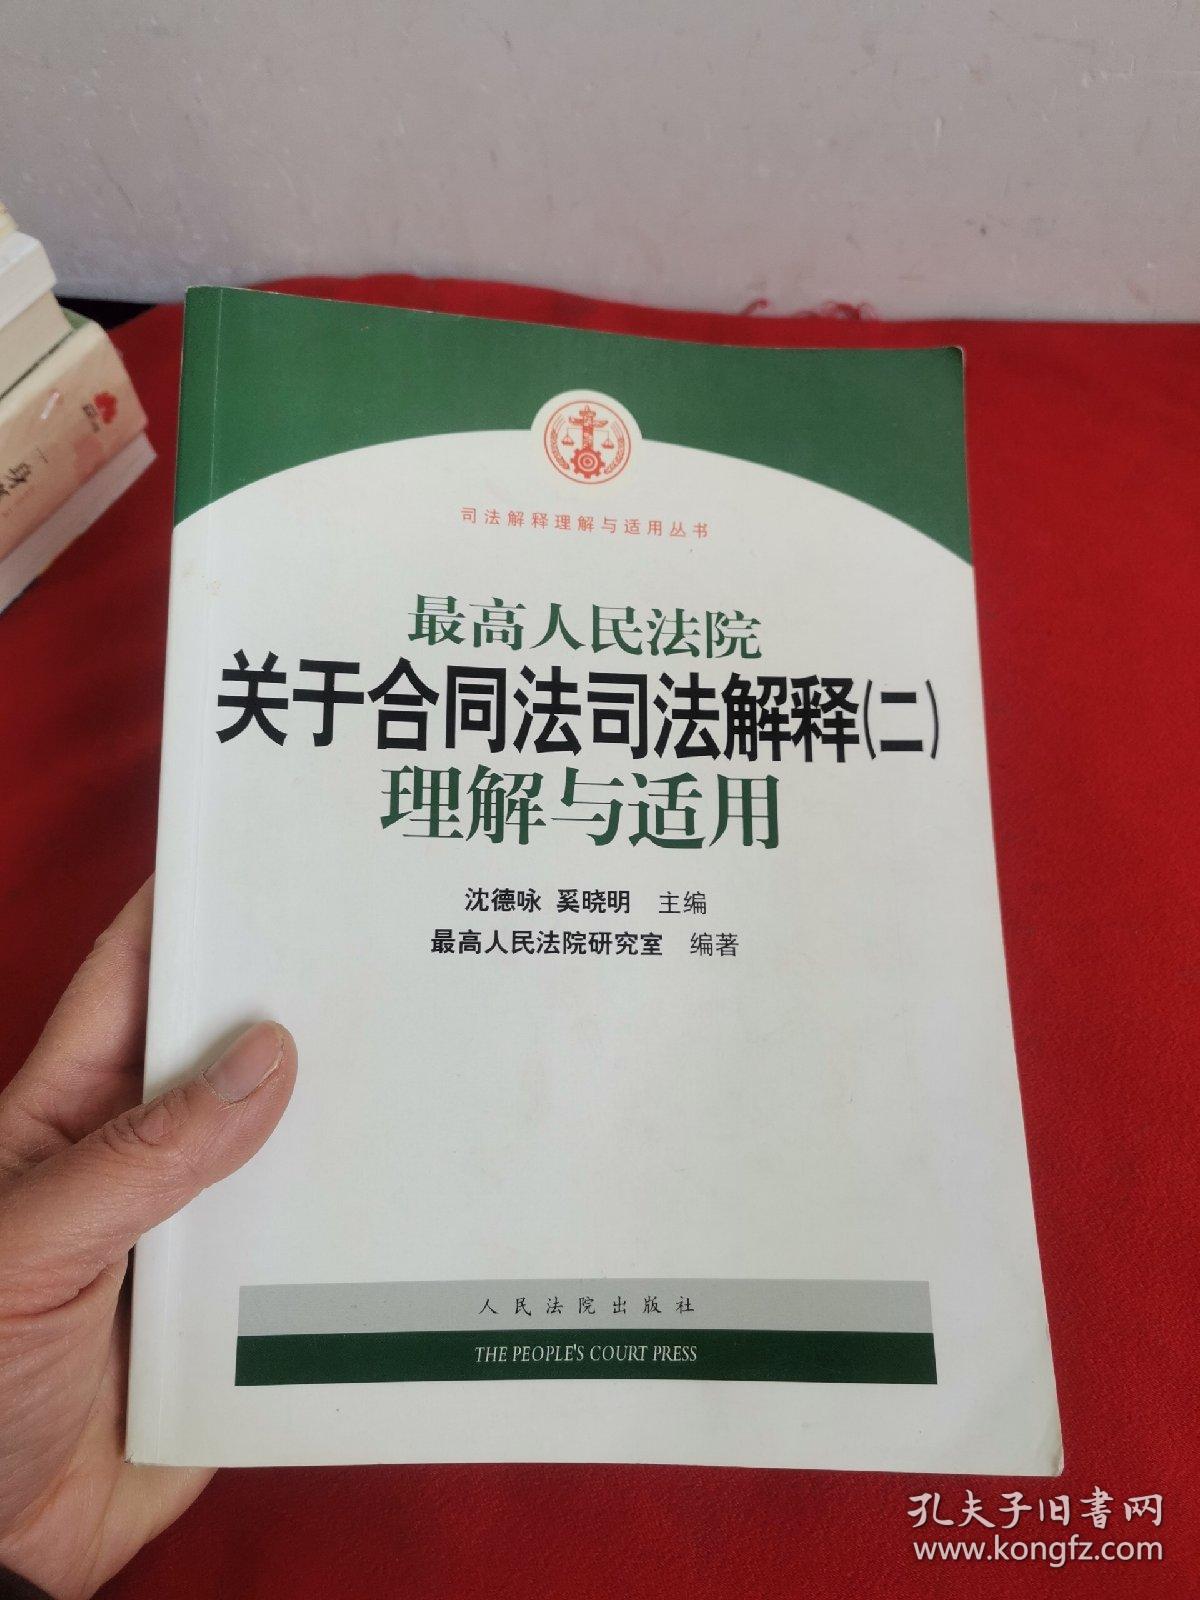 司法解释理解与适用丛书
最高人民法院
关于合同法司法解释(二)
理解与适用
沈德咏 奚晓明 主编
最高人民法院研究室 编著
人民法院出版社
THE PEOPLE'S COURT PRESS
孔夫子旧书网
www.kongfz.com